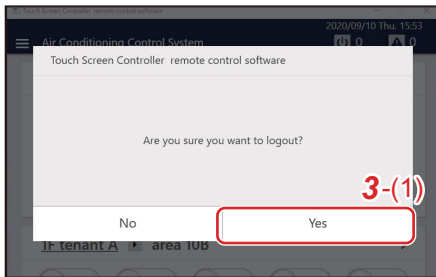 Touch Screen Controller remote control software
2020/09/10 Thu. 15:53
Air Conditioning Control System
0
0
Touch Screen Controller remote control software
Are you sure you want to logout?
3-(1)
No
Yes
1F tenant A
area 10B